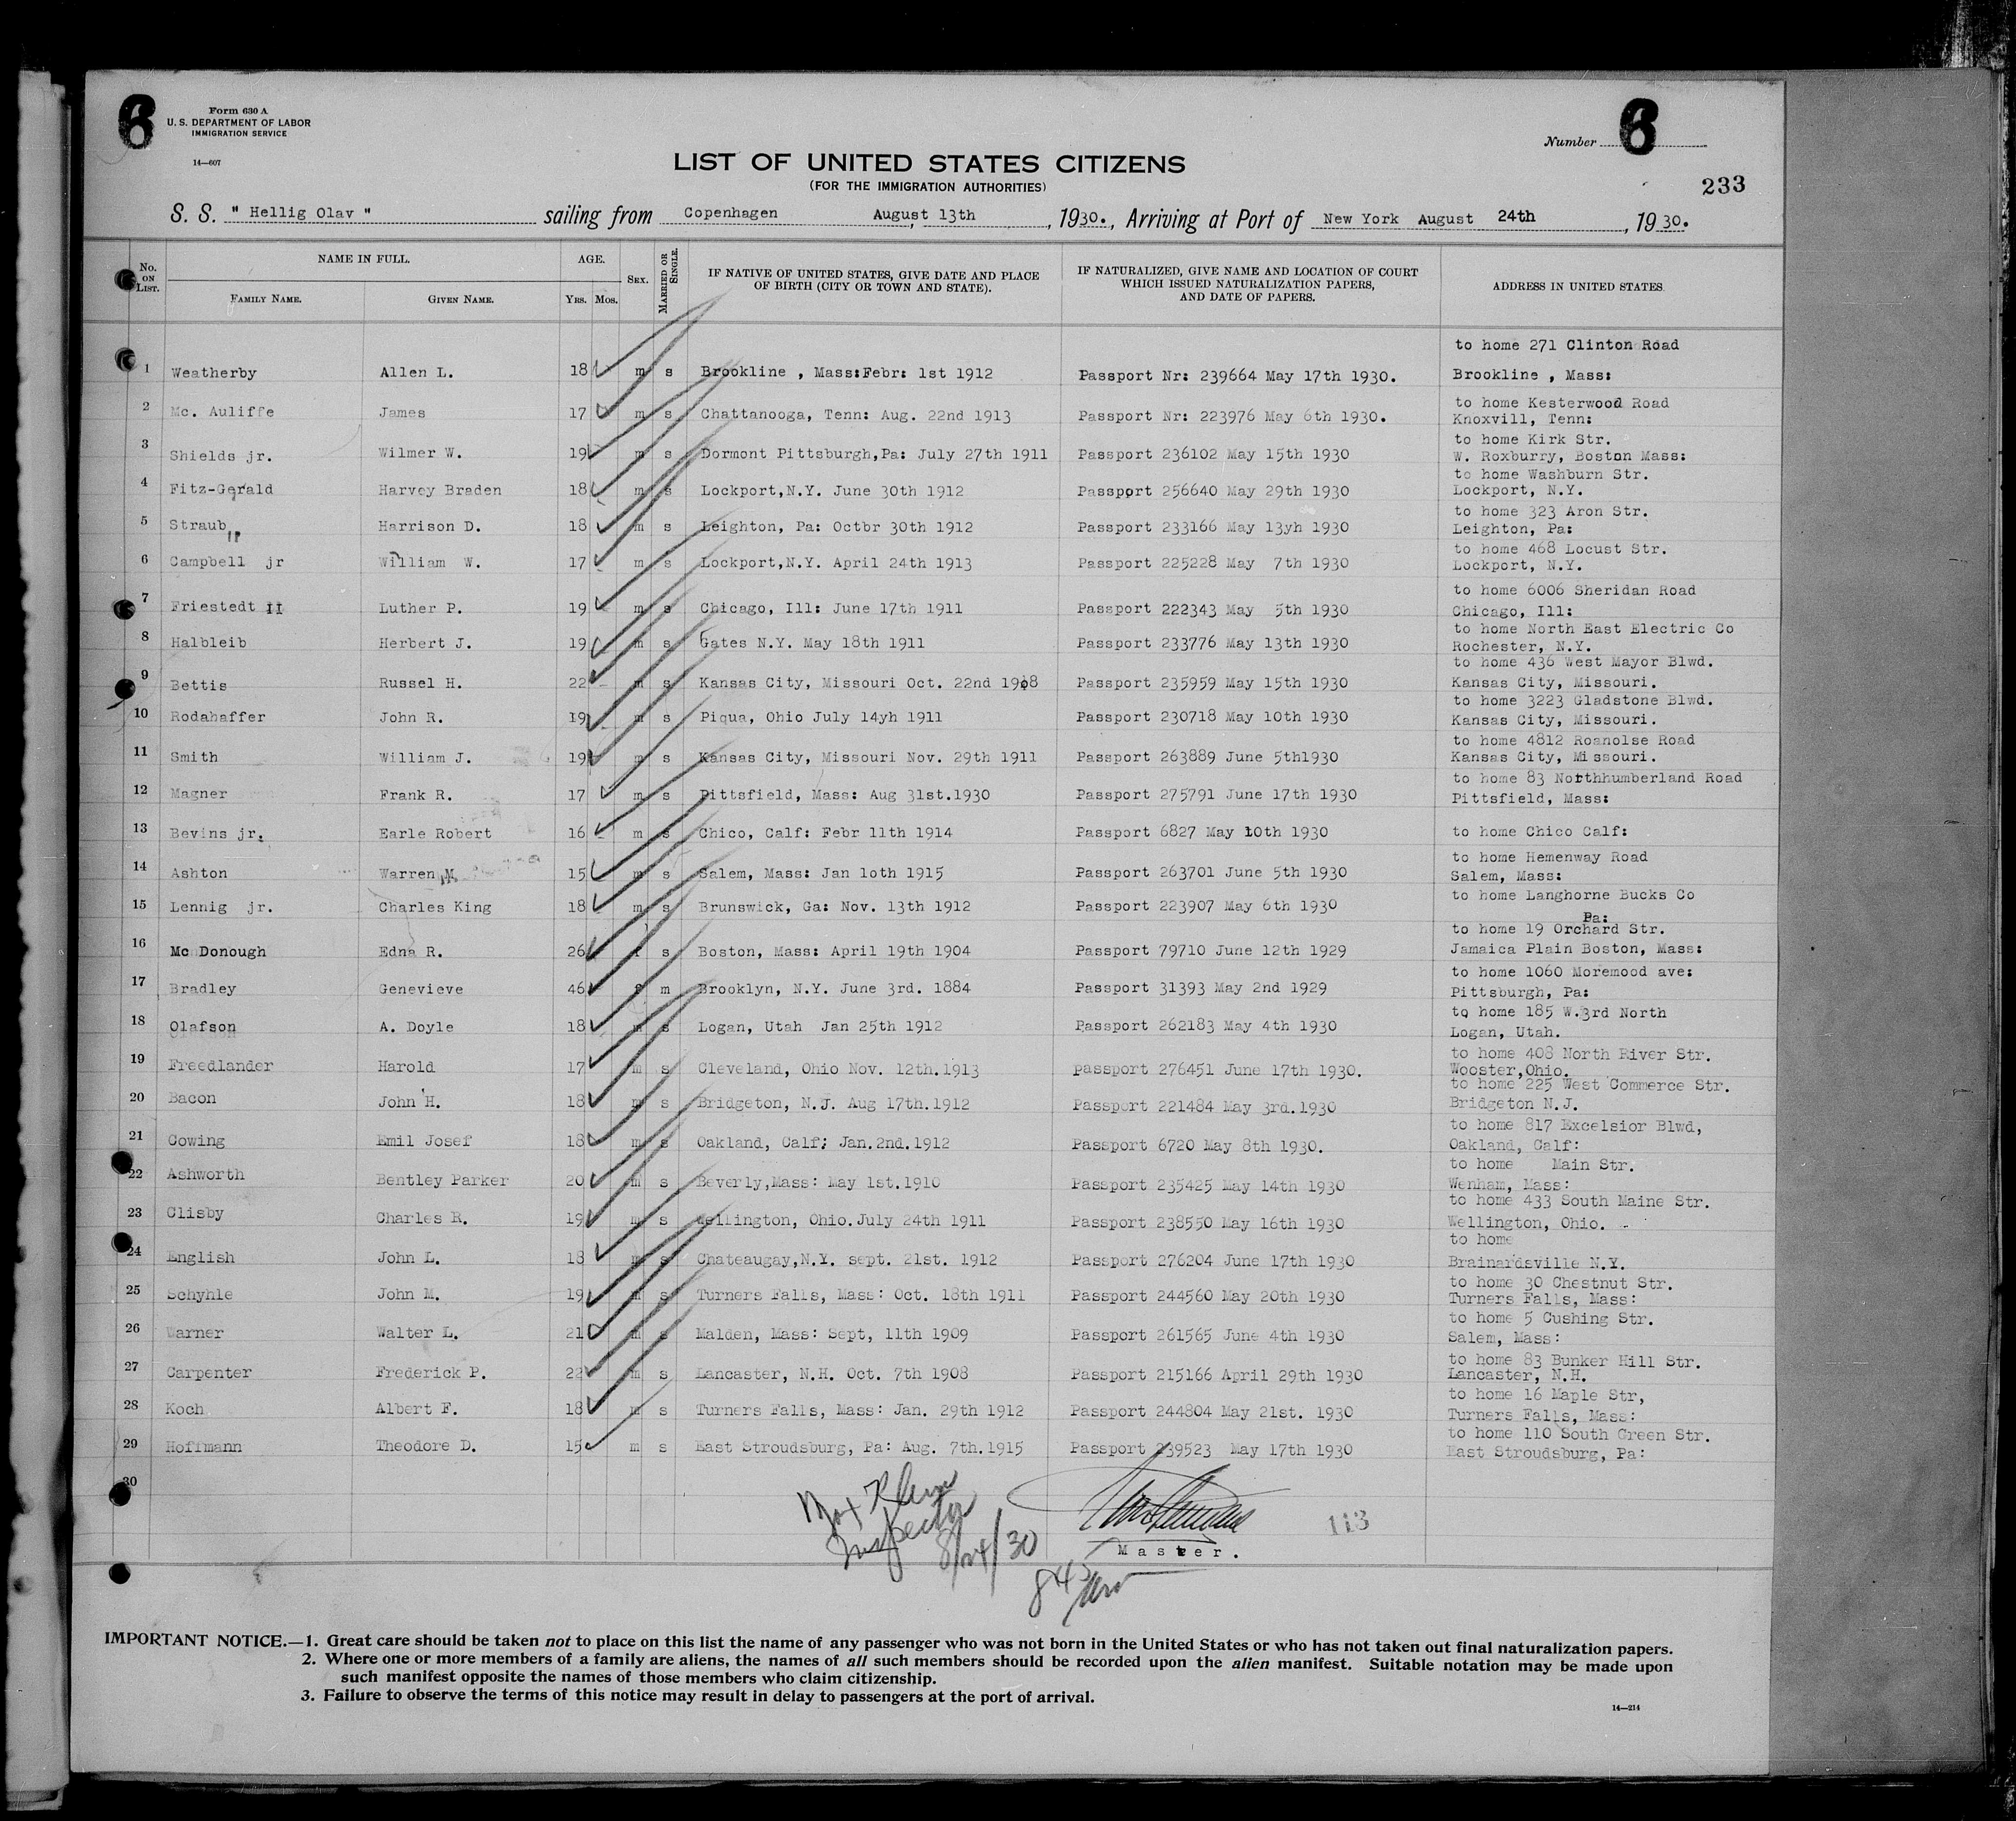 6
Form 630 A
U. S. DEPARTMENT OF LABOR
IMMIGRATION SERVICE
14—607
Number 6
LIST OF UNITED STATES CITIZENS
(FOR THE IMMIGRATION AUTHORITIES)
233
S. S. " Hellig Olav " sailing from Copenhagen August 13th, 1930., Arriving at Port of New York August 24th, 1930.
No. ON LIST. NAME IN FULL. FAMILY NAME. GIVEN NAME. AGE. YRS. MOS. SEX. MARRIED OR SINGLE. IF NATIVE OF UNITED STATES, GIVE DATE AND PLACE OF BIRTH (CITY OR TOWN AND STATE). IF NATURALIZED, GIVE NAME AND LOCATION OF COURT WHICH ISSUED NATURALIZATION PAPERS, AND DATE OF PAPERS. ADDRESS IN UNITED STATES
to home 271 Clinton Road
1 Weatherby Allen L. 18 m s Brookline , Mass:Febr: 1st 1912 Passport Nr: 239664 May 17th 1930. Brookline , Mass:
to home Kesterwood Road
2 Mc. Auliffe James 17 m s Chattanooga, Tenn: Aug. 22nd 1913 Passport Nr: 223976 May 6th 1930. Knoxvill, Tenn:
to home Kirk Str.
3 Shields jr. Wilmer W. 19 m s Dormont Pittsburgh,Pa: July 27th 1911 Passport 236102 May 15th 1930 W. Roxburry, Boston Mass:
to home Washburn Str.
4 Fitz-Gerald Harvey Braden 18 m s Lockport,N.Y. June 30th 1912 Passport 256640 May 29th 1930 Lockport, N.Y.
to home 323 Aron Str.
5 Straub Harrison D. 18 m s Leighton, Pa: Octbr 30th 1912 Passport 233166 May 13yh 1930 Leighton, Pa:
to home 468 Locust Str.
6 Campbell jr William W. 17 m s Lockport,N.Y. April 24th 1913 Passport 225228 May 7th 1930 Lockport, N.Y.
to home 6006 Sheridan Road
7 Friestedt II Luther P. 19 m s Chicago, Ill: June 17th 1911 Passport 222343 May 5th 1930 Chicago, Ill:
to home North East Electric Co
8 Halbleib Herbert J. 19 m s Gates N.Y. May 18th 1911 Passport 233776 May 13th 1930 Rochester, N.Y.
to home 436 West Mayor Blwd.
9 Bettis Russel H. 22 m s Kansas City, Missouri Oct. 22nd 1908 Passport 235959 May 15th 1930 Kansas City, Missouri.
to home 3223 Gladstone Blwd.
10 Rodahaffer John R. 19 m s Piqua, Ohio July 14yh 1911 Passport 230718 May 10th 1930 Kansas City, Missouri.
to home 4812 Roanolse Road
11 Smith William J. 19 m s Kansas City, Missouri Nov. 29th 1911 Passport 263889 June 5th1930 Kansas City, Missouri.
to home 83 Northhumberland Road
12 Magner Frank R. 17 m s Pittsfield, Mass: Aug 31st.1930 Passport 275791 June 17th 1930 Pittsfield, Mass:
13 Bevins jr. Earle Robert 16 m s Chico, Calf: Febr 11th 1914 Passport 6827 May 10th 1930 to home Chico Calf:
to home Hemenway Road
14 Ashton Warren M. 15 m s Salem, Mass: Jan 1oth 1915 Passport 263701 June 5th 1930 Salem, Mass:
to home Langhorne Bucks Co
15 Lennig jr. Charles King 18 m s Brunswick, Ga: Nov. 13th 1912 Passport 223907 May 6th 1930 Pa:
to home 19 Orchard Str.
16 Mc Donough Edna R. 26 f s Boston, Mass: April 19th 1904 Passport 79710 June 12th 1929 Jamaica Plain Boston, Mass:
to home 1060 Moremood ave:
17 Bradley Genevieve 46 f m Brooklyn, N.Y. June 3rd. 1884 Passport 31393 May 2nd 1929 Pittsburgh, Pa:
to home 185 W.3rd North
18 Olafson A. Doyle 18 m s Logan, Utah Jan 25th 1912 Passport 262183 May 4th 1930 Logan, Utah.
to home 408 North River Str.
19 Freedlander Harold 17 m s Cleveland, Ohio Nov. 12th.1913 Passport 276451 June 17th 1930. Wooster,Ohio.
to home 225 West Commerce Str.
20 Bacon John H. 18 m s Bridgeton, N.J. Aug 17th.1912 Passport 221484 May 3rd.1930 Bridgeton N.J.
to home 817 Excelsior Blwd,
21 Cowing Emil Josef 18 m s Oakland, Calf; Jan.2nd.1912 Passport 6720 May 8th 1930. Oakland, Calf:
to home Main Str.
22 Ashworth Bentley Parker 20 m s Beverly,Mass: May 1st.1910 Passport 235425 May 14th 1930 Wenham, Mass:
to home 433 South Maine Str.
23 Clisby Charles R. 19 m s Wellington, Ohio.July 24th 1911 Passport 238550 May 16th 1930 Wellington, Ohio.
to home
24 English John L. 18 m s Chateaugay,N.Y. sept. 21st. 1912 Passport 276204 June 17th 1930 Brainardsville N.Y.
to home 30 Chestnut Str.
25 Schyhle John M. 19 m s Turners Falls, Mass: Oct. 18th 1911 Passport 244560 May 20th 1930 Turners Falls, Mass:
to home 5 Cushing Str.
26 Warner Walter L. 21 m s Malden, Mass: Sept, 11th 1909 Passport 261565 June 4th 1930 Salem, Mass:
to home 83 Bunker Hill Str.
27 Carpenter Frederick P. 22 m s Lancaster, N.H. Oct. 7th 1908 Passport 215166 April 29th 1930 Lancaster, N.H.
to home 16 Maple Str,
28 Koch Albert F. 18 m s Turners Falls, Mass: Jan. 29th 1912 Passport 244804 May 21st. 1930 Turners Falls, Mass:
to home 110 South Green Str.
29 Hoffmann Theodore D. 15 m s East Stroudsburg, Pa: Aug. 7th.1915 Passport 239523 May 17th 1930 East Stroudsburg, Pa:
30
Max Klein
Inspector
8/24/30
113
Master.
845
IMPORTANT NOTICE.—1. Great care should be taken not to place on this list the name of any passenger who was not born in the United States or who has not taken out final naturalization papers.
2. Where one or more members of a family are aliens, the names of all such members should be recorded upon the alien manifest. Suitable notation may be made upon
such manifest opposite the names of those members who claim citizenship.
3. Failure to observe the terms of this notice may result in delay to passengers at the port of arrival.
14—214